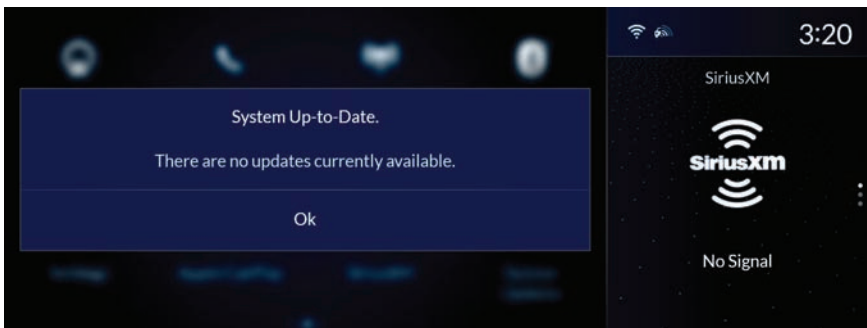 System Up-to-Date.
There are no updates currently available.
Ok
3:20
SiriusXM
SiriusXM
No Signal